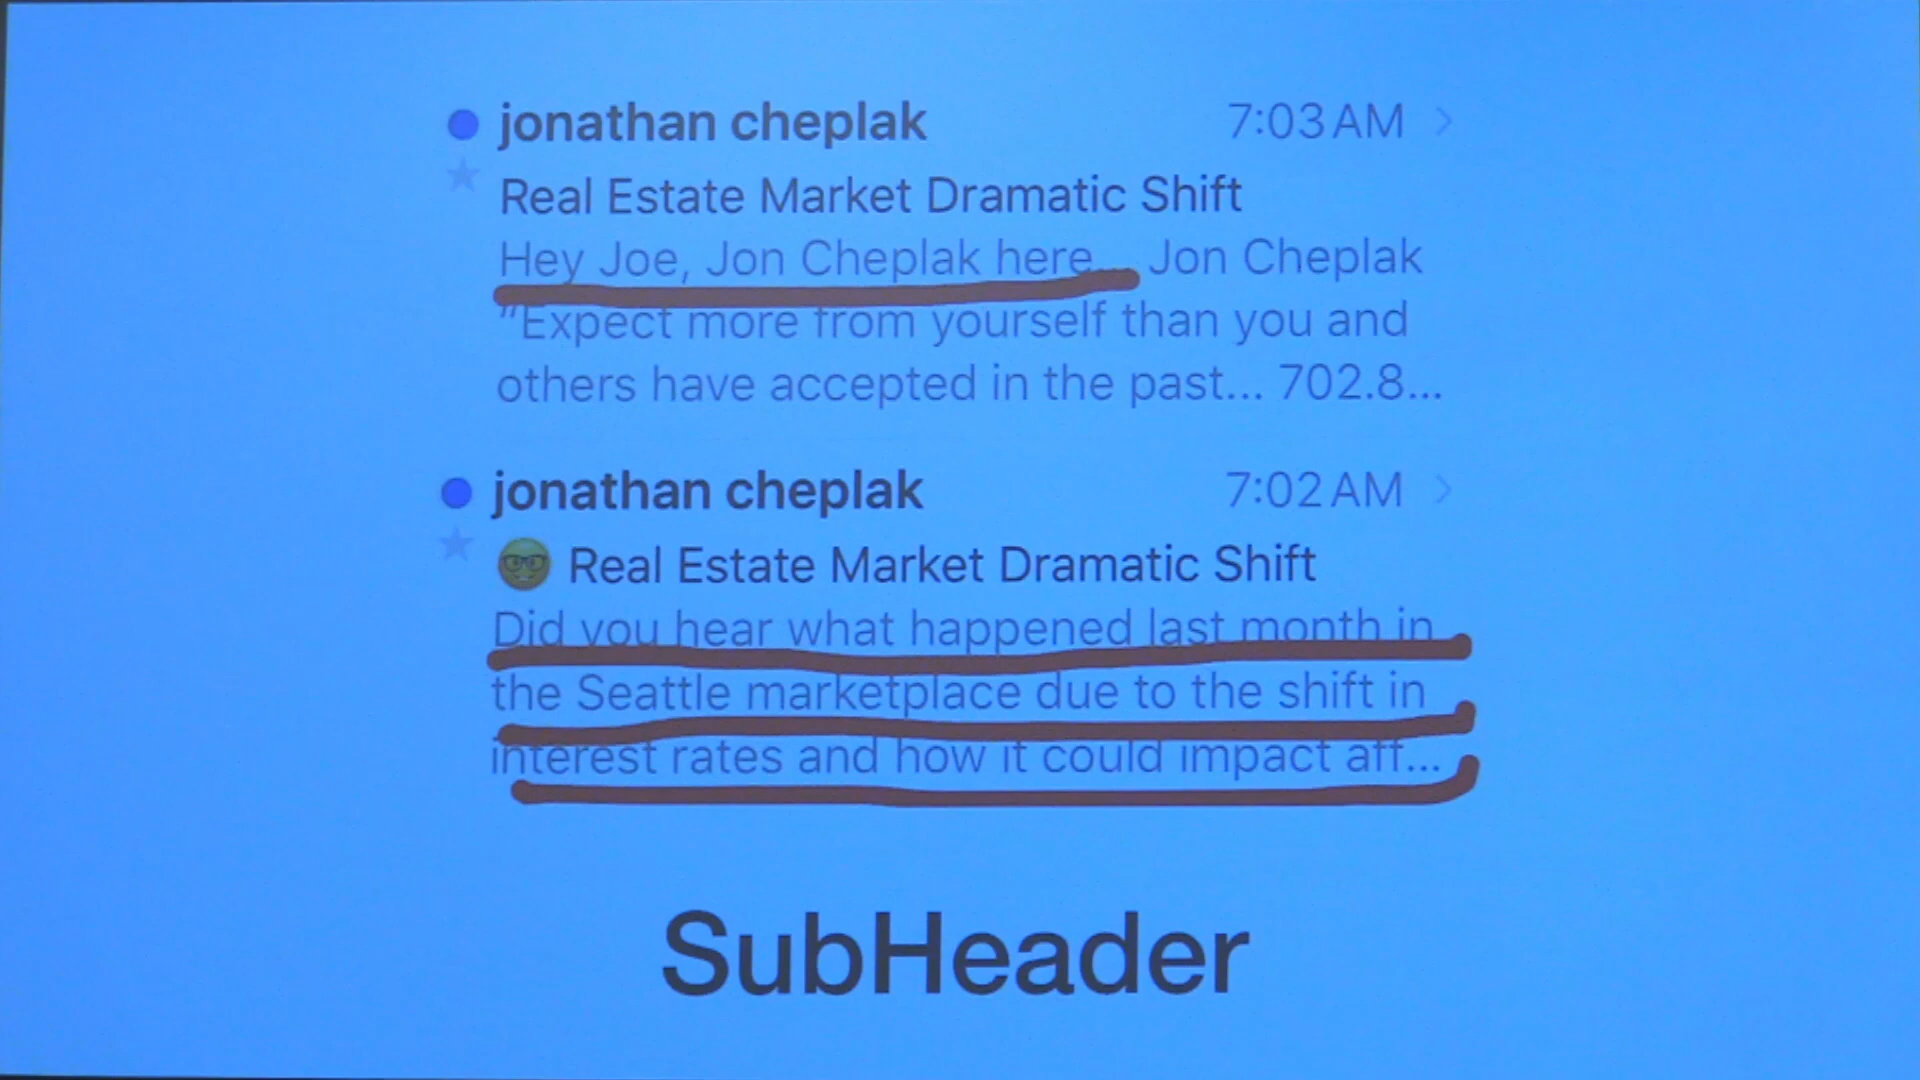 jonathan cheplak 7:03 AM
Real Estate Market Dramatic Shift
Hey Joe, Jon Cheplak here... Jon Cheplak
"Expect more from yourself than you and
others have accepted in the past... 702.8...
jonathan cheplak 7:02 AM
🤓 Real Estate Market Dramatic Shift
Did you hear what happened last month in
the Seattle marketplace due to the shift in
interest rates and how it could impact aff...
SubHeader